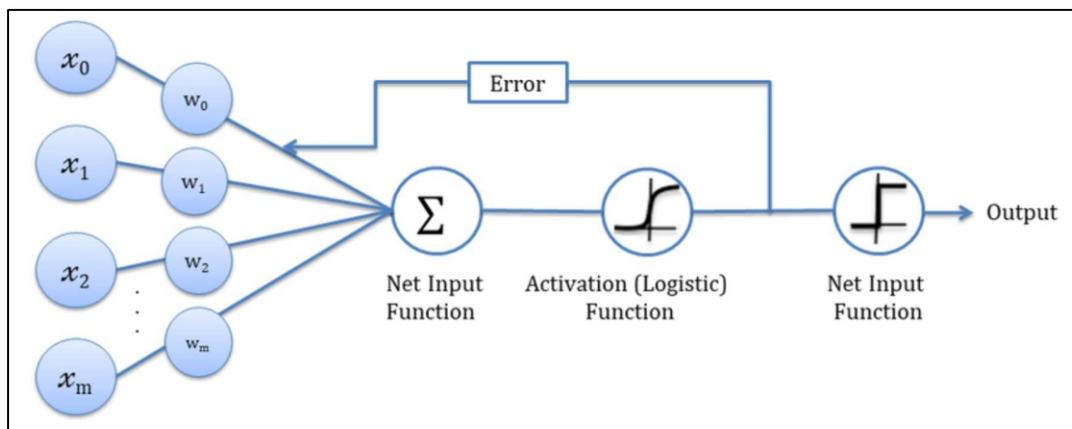 x₀
w₀
Error
x₁
w₁
Σ
Output
x₂
w₂
Net Input
Function
Activation (Logistic)
Function
Net Input
Function
xₘ
wₘ